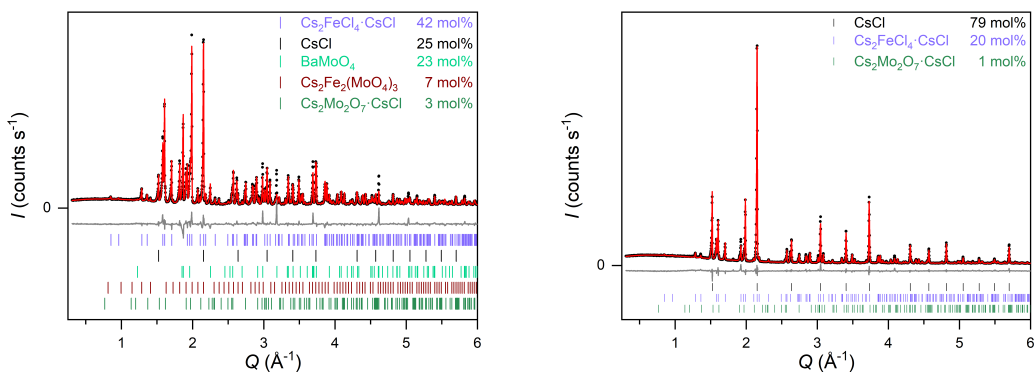 Cs₂FeCl₄·CsCl 42 mol%
CsCl 25 mol%
BaMoO₄ 23 mol%
Cs₂Fe₂(MoO₄)₃ 7 mol%
Cs₂Mo₂O₇·CsCl 3 mol%
I (counts s⁻¹)
0
1 2 3 4 5 6
Q (Å⁻¹)
CsCl 79 mol%
Cs₂FeCl₄·CsCl 20 mol%
Cs₂Mo₂O₇·CsCl 1 mol%
I (counts s⁻¹)
0
1 2 3 4 5 6
Q (Å⁻¹)